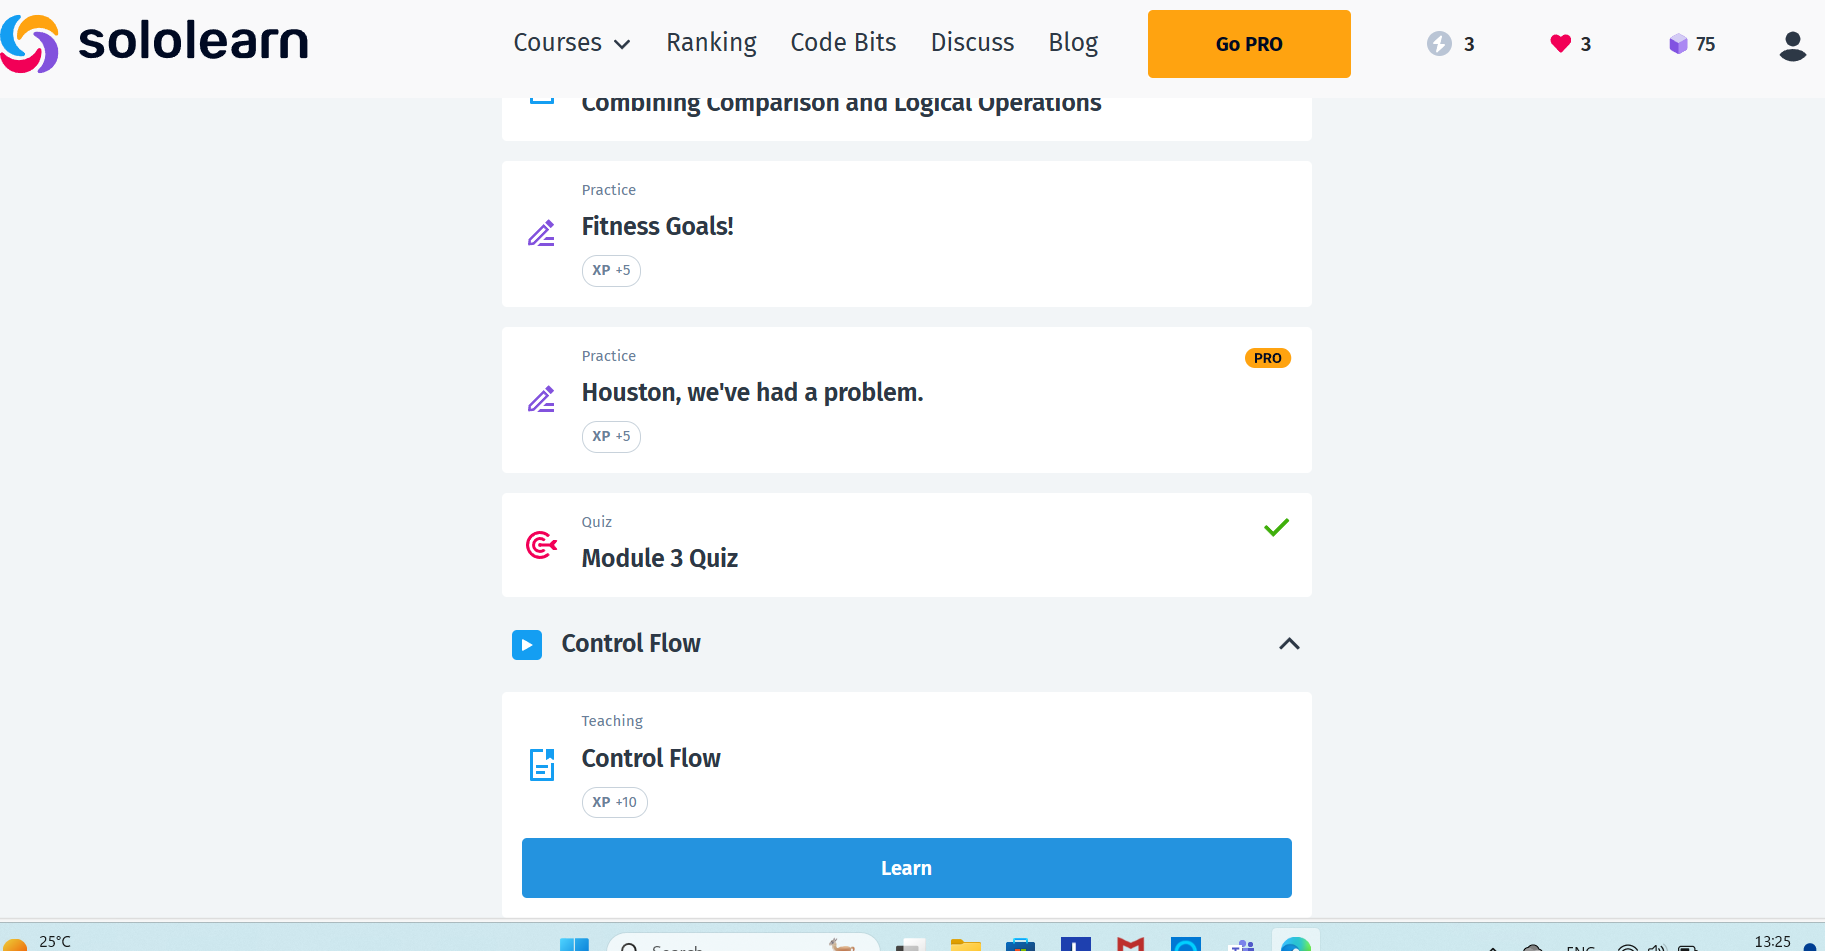 sololearn
Courses Ranking Code Bits Discuss Blog Go PRO 3 3 75
Combining Comparison and Logical Operations
Practice
Fitness Goals!
XP +5
Practice PRO
Houston, we've had a problem.
XP +5
Quiz
Module 3 Quiz
Control Flow
Teaching
Control Flow
XP +10
Learn
25°C Search ENG 13:25